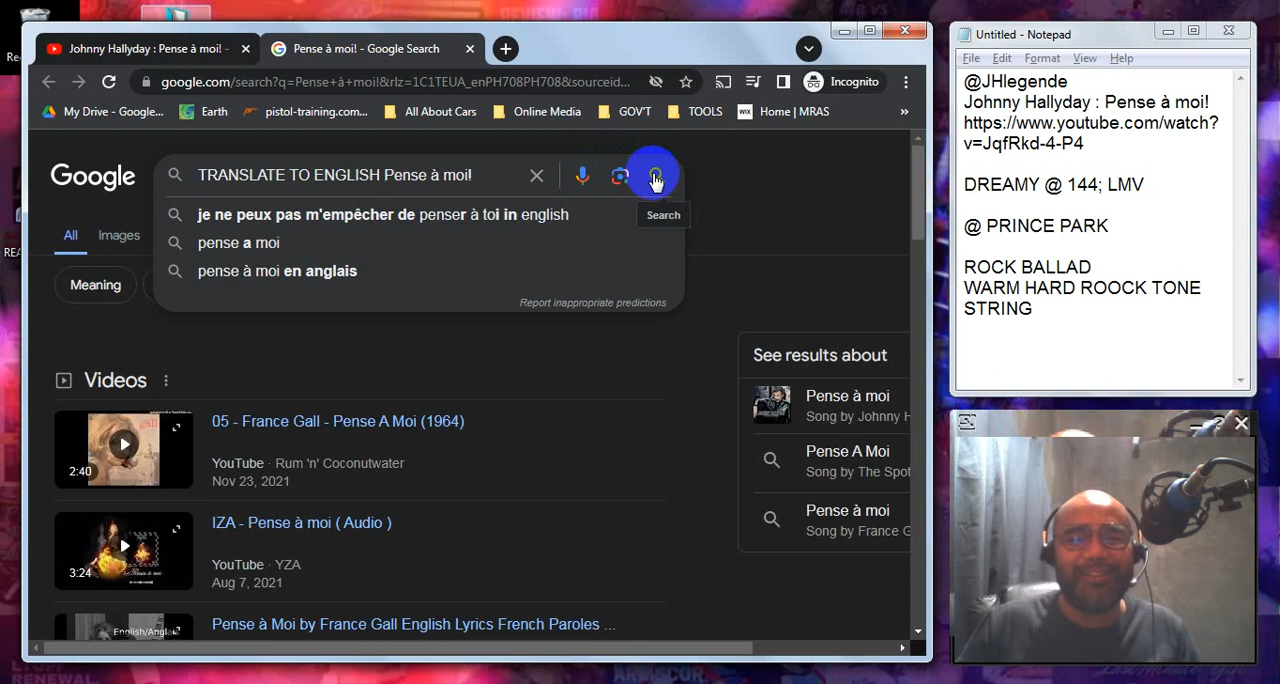 Johnny Hallyday : Pense à moi! -
Pense à moi! - Google Search
google.com/search?q=Pense+à+moi!&rlz=1C1TEUA_enPH708PH708&sourceid...
Incognito
My Drive - Google...
Earth
pistol-training.com...
All About Cars
Online Media
GOV'T
TOOLS
WIX
Home | MRAS
»
Google
TRANSLATE TO ENGLISH Pense à moi!
Search
je ne peux pas m'empêcher de penser à toi in english
pense a moi
pense à moi en anglais
Report inappropriate predictions
All
Images
Meaning
Videos
05 - France Gall - Pense A Moi (1964)
YouTube · Rum 'n' Coconutwater
Nov 23, 2021
gall
2:40
IZA - Pense à moi ( Audio )
YouTube · YZA
Aug 7, 2021
3:24
Pense à Moi by France Gall English Lyrics French Paroles ...
English/Angla
See results about
Pense à moi
Song by Johnny H
Pense A Moi
Song by The Spot
Pense à moi
Song by France G
Untitled - Notepad
File Edit Format View Help
@JHlegende
Johnny Hallyday : Pense à moi!
https://www.youtube.com/watch?
v=JqfRkd-4-P4
DREAMY @ 144; LMV
@ PRINCE PARK
ROCK BALLAD
WARM HARD ROOCK TONE
STRING
RENEWAL